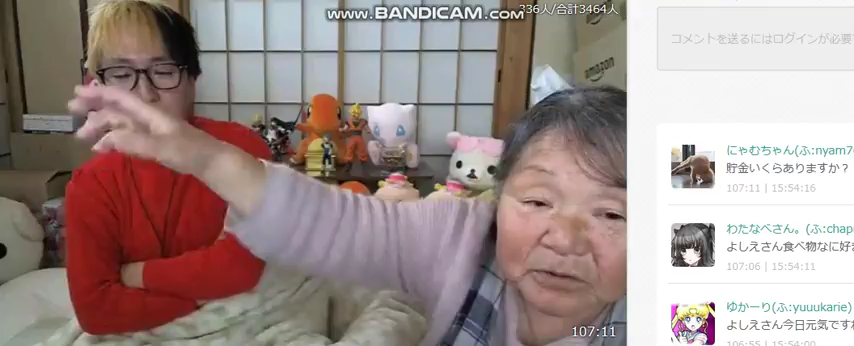 www.BANDICAM.com
336人/合計3464人
amazon
107:11
コメントを送るにはログインが必要
にゃむちゃん(ふ:nyam7
貯金いくらありますか?
107:11 | 15:54:16
わたなべさん。(ふ:chap
よしえさん食べ物なに好き
107:06 | 15:54:11
ゆかーり(ふ:yuuukarie)
よしえさん今日元気ですね
106:55 | 15:54:00